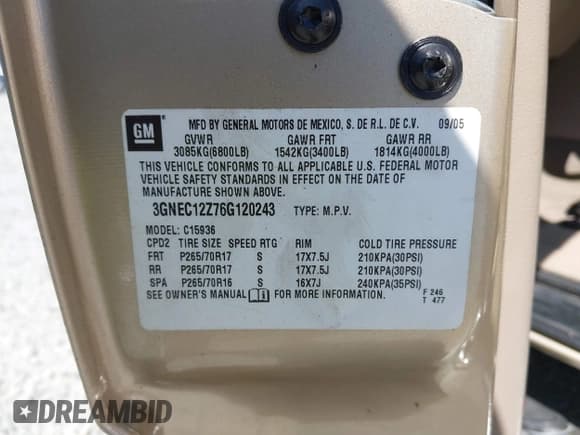 GM
MFD BY GENERAL MOTORS DE MEXICO, S. DE R.L. DE C.V. 09/05
GVWR GAWR FRT GAWR RR
3085KG(6800LB) 1542KG(3400LB) 1814KG(4000LB)
THIS VEHICLE CONFORMS TO ALL APPLICABLE U.S. FEDERAL MOTOR
VEHICLE SAFETY STANDARDS IN EFFECT ON THE DATE OF
MANUFACTURE SHOWN ABOVE.
3GNEC12Z76G120243 TYPE: M.P.V.
MODEL: C15936
CPD2 TIRE SIZE SPEED RTG RIM COLD TIRE PRESSURE
FRT P265/70R17 S 17X7.5J 210KPA(30PSI)
RR P265/70R17 S 17X7.5J 210KPA(30PSI)
SPA P265/70R16 S 16X7J 240KPA(35PSI)
SEE OWNER'S MANUAL FOR MORE INFORMATION. F 246
T 477
DREAMBID